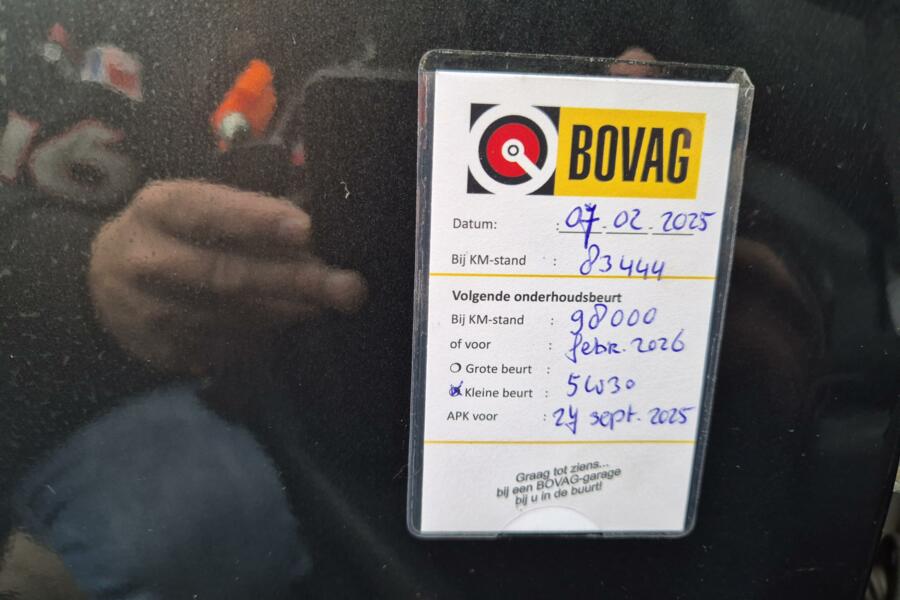 16
BOVAG
Datum: : 07.02.2025
Bij KM-stand : 83444
Volgende onderhoudsbeurt
Bij KM-stand : 98000
of voor : febr. 2026
Grote beurt :
Kleine beurt : 5W30
APK voor : 24 sept. 2025
Graag tot ziens...
bij een BOVAG-garage
bij u in de buurt!